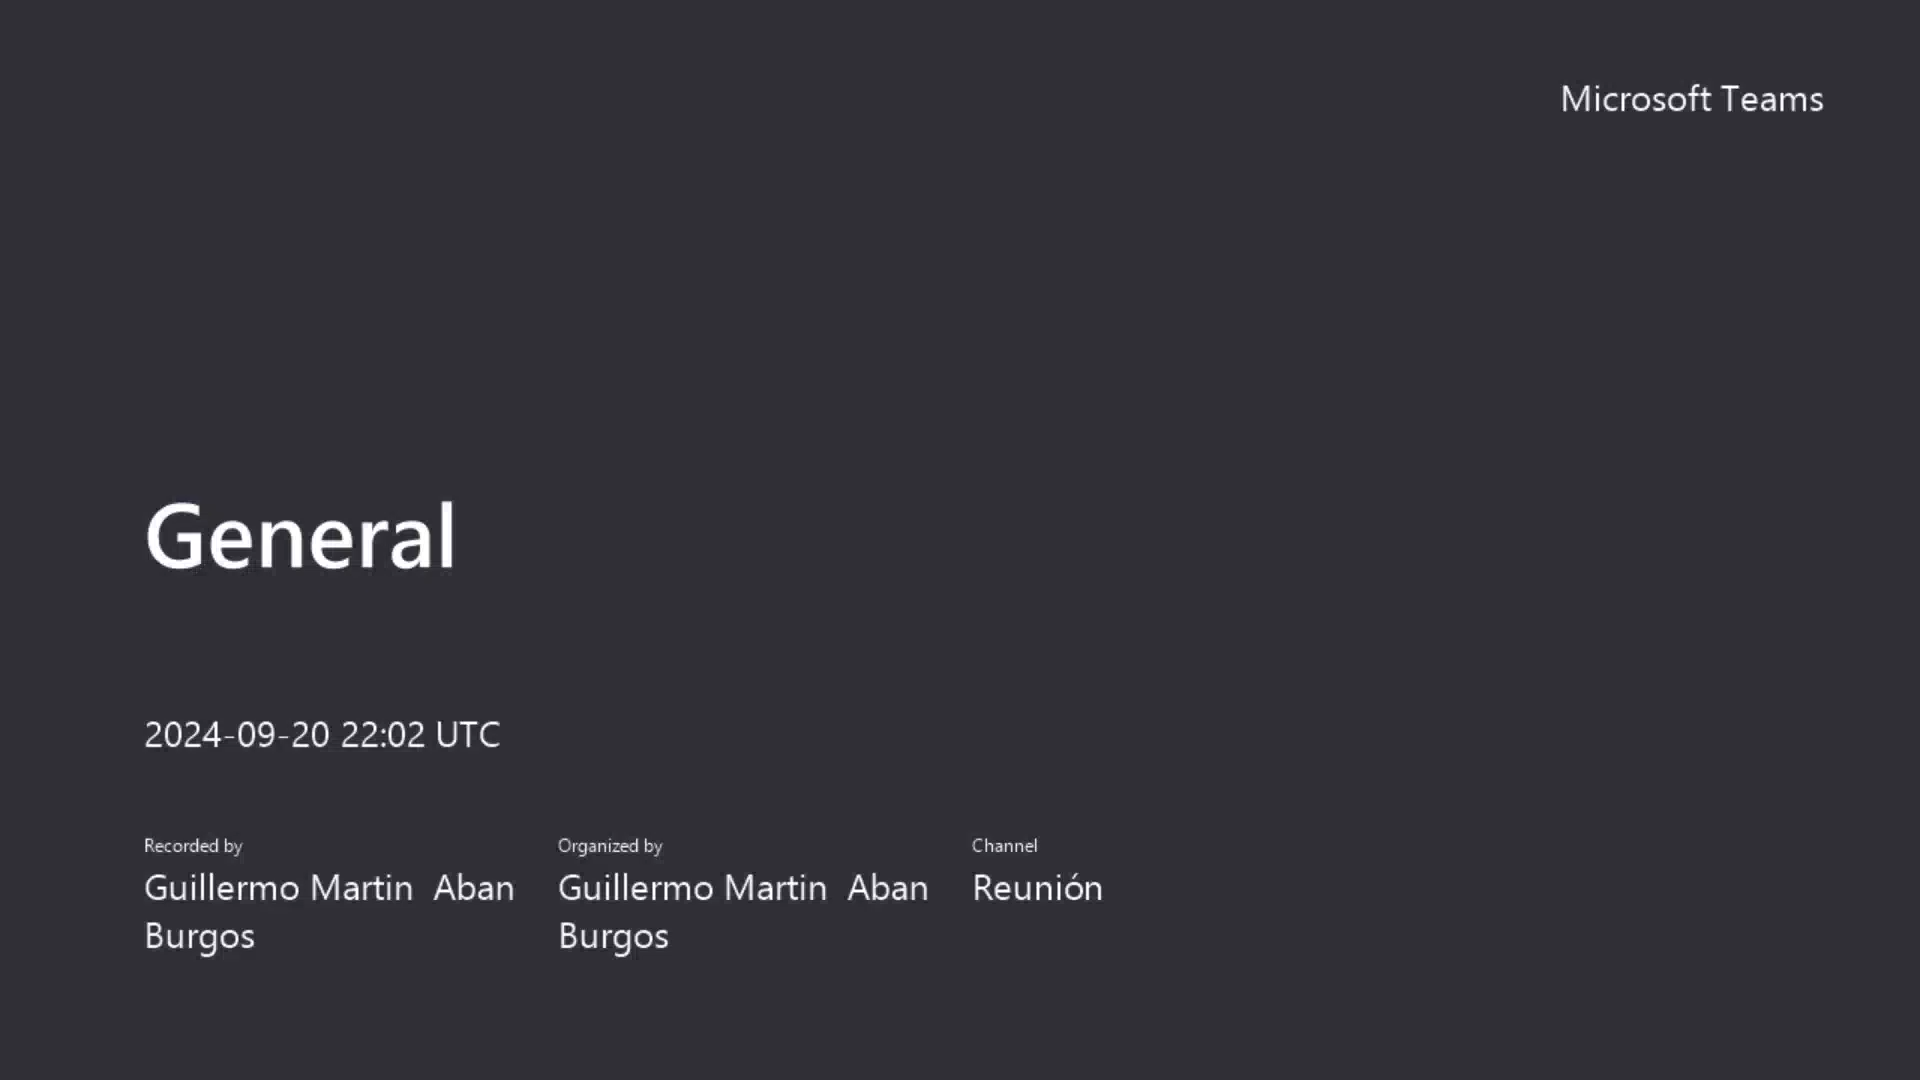 Microsoft Teams
General
2024-09-20 22:02 UTC
Recorded by
Guillermo Martin  Aban
Burgos
Organized by
Guillermo Martin  Aban
Burgos
Channel
Reunión